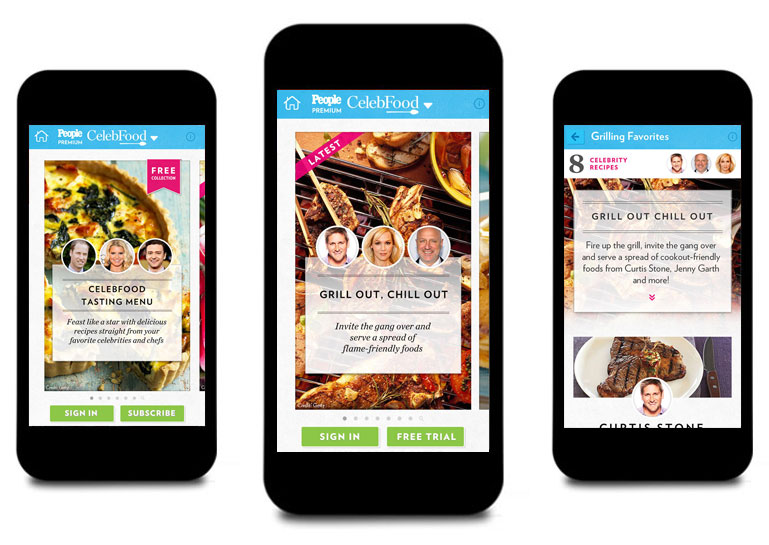 People
PREMIUM
CelebFood
FREE
COLLECTION
CELEBFOOD
TASTING MENU
Feast like a star with delicious
recipes straight from your
favorite celebrities and chefs
Credit: Getty
SIGN IN
SUBSCRIBE
People
PREMIUM
CelebFood
LATEST
GRILL OUT, CHILL OUT
Invite the gang over and
serve a spread of
flame-friendly foods
Credit: Getty
SIGN IN
FREE TRIAL
Grilling Favorites
8 CELEBRITY
RECIPES
GRILL OUT CHILL OUT
Fire up the grill, invite the gang over
and serve a spread of cookout-friendly
foods from Curtis Stone, Jenny Garth
and more!
CURTIS STONE